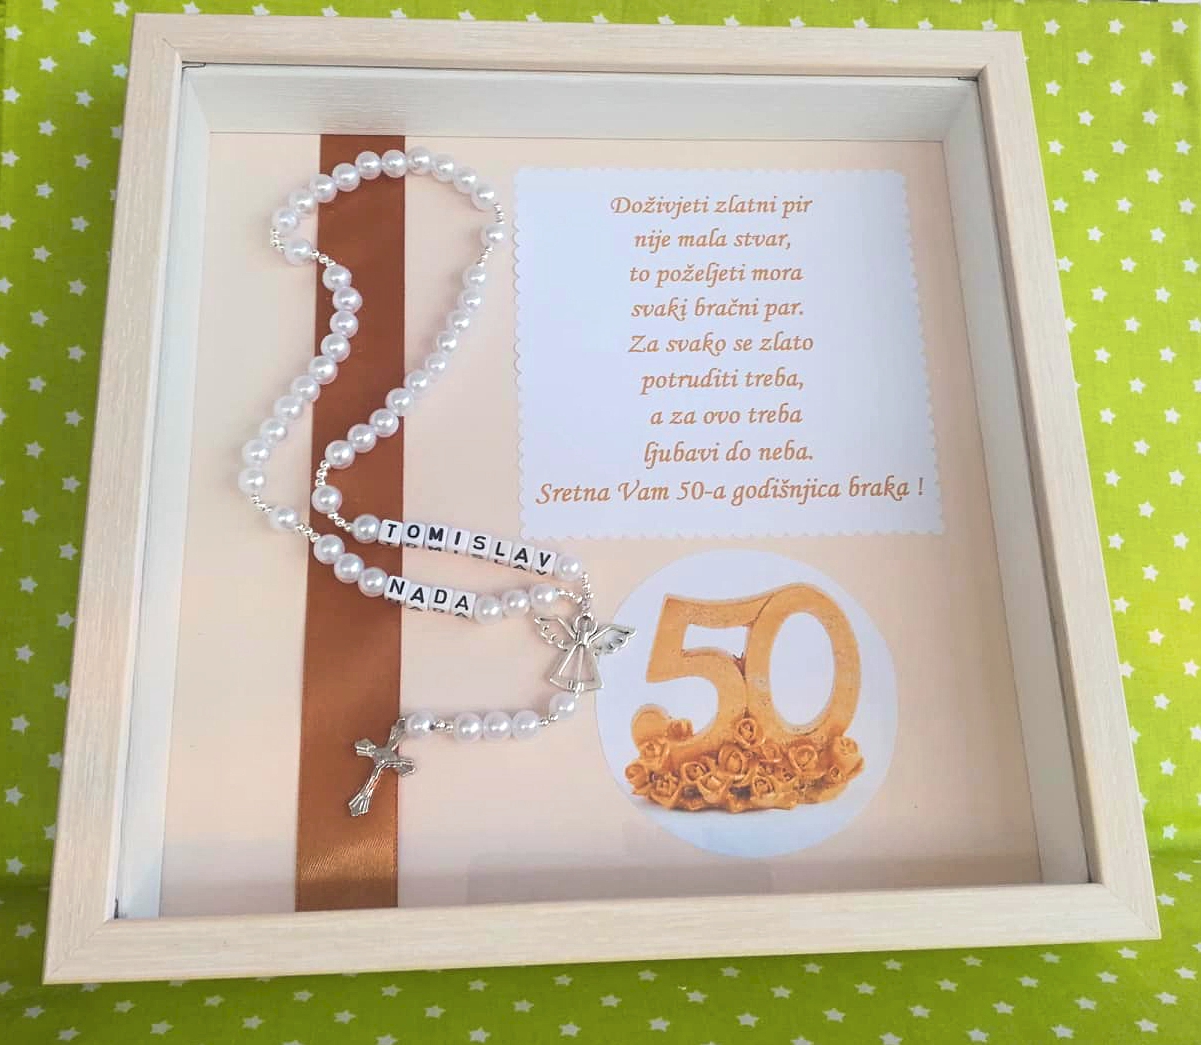 Doživjeti zlatni pir
nije mala stvar,
to poželjeti mora
svaki bračni par.
Za svako se zlato
potruditi treba,
a za ovo treba
ljubavi do neba.
Sretna Vam 50-a godišnjica braka !
TOMISLAV
NADA
50